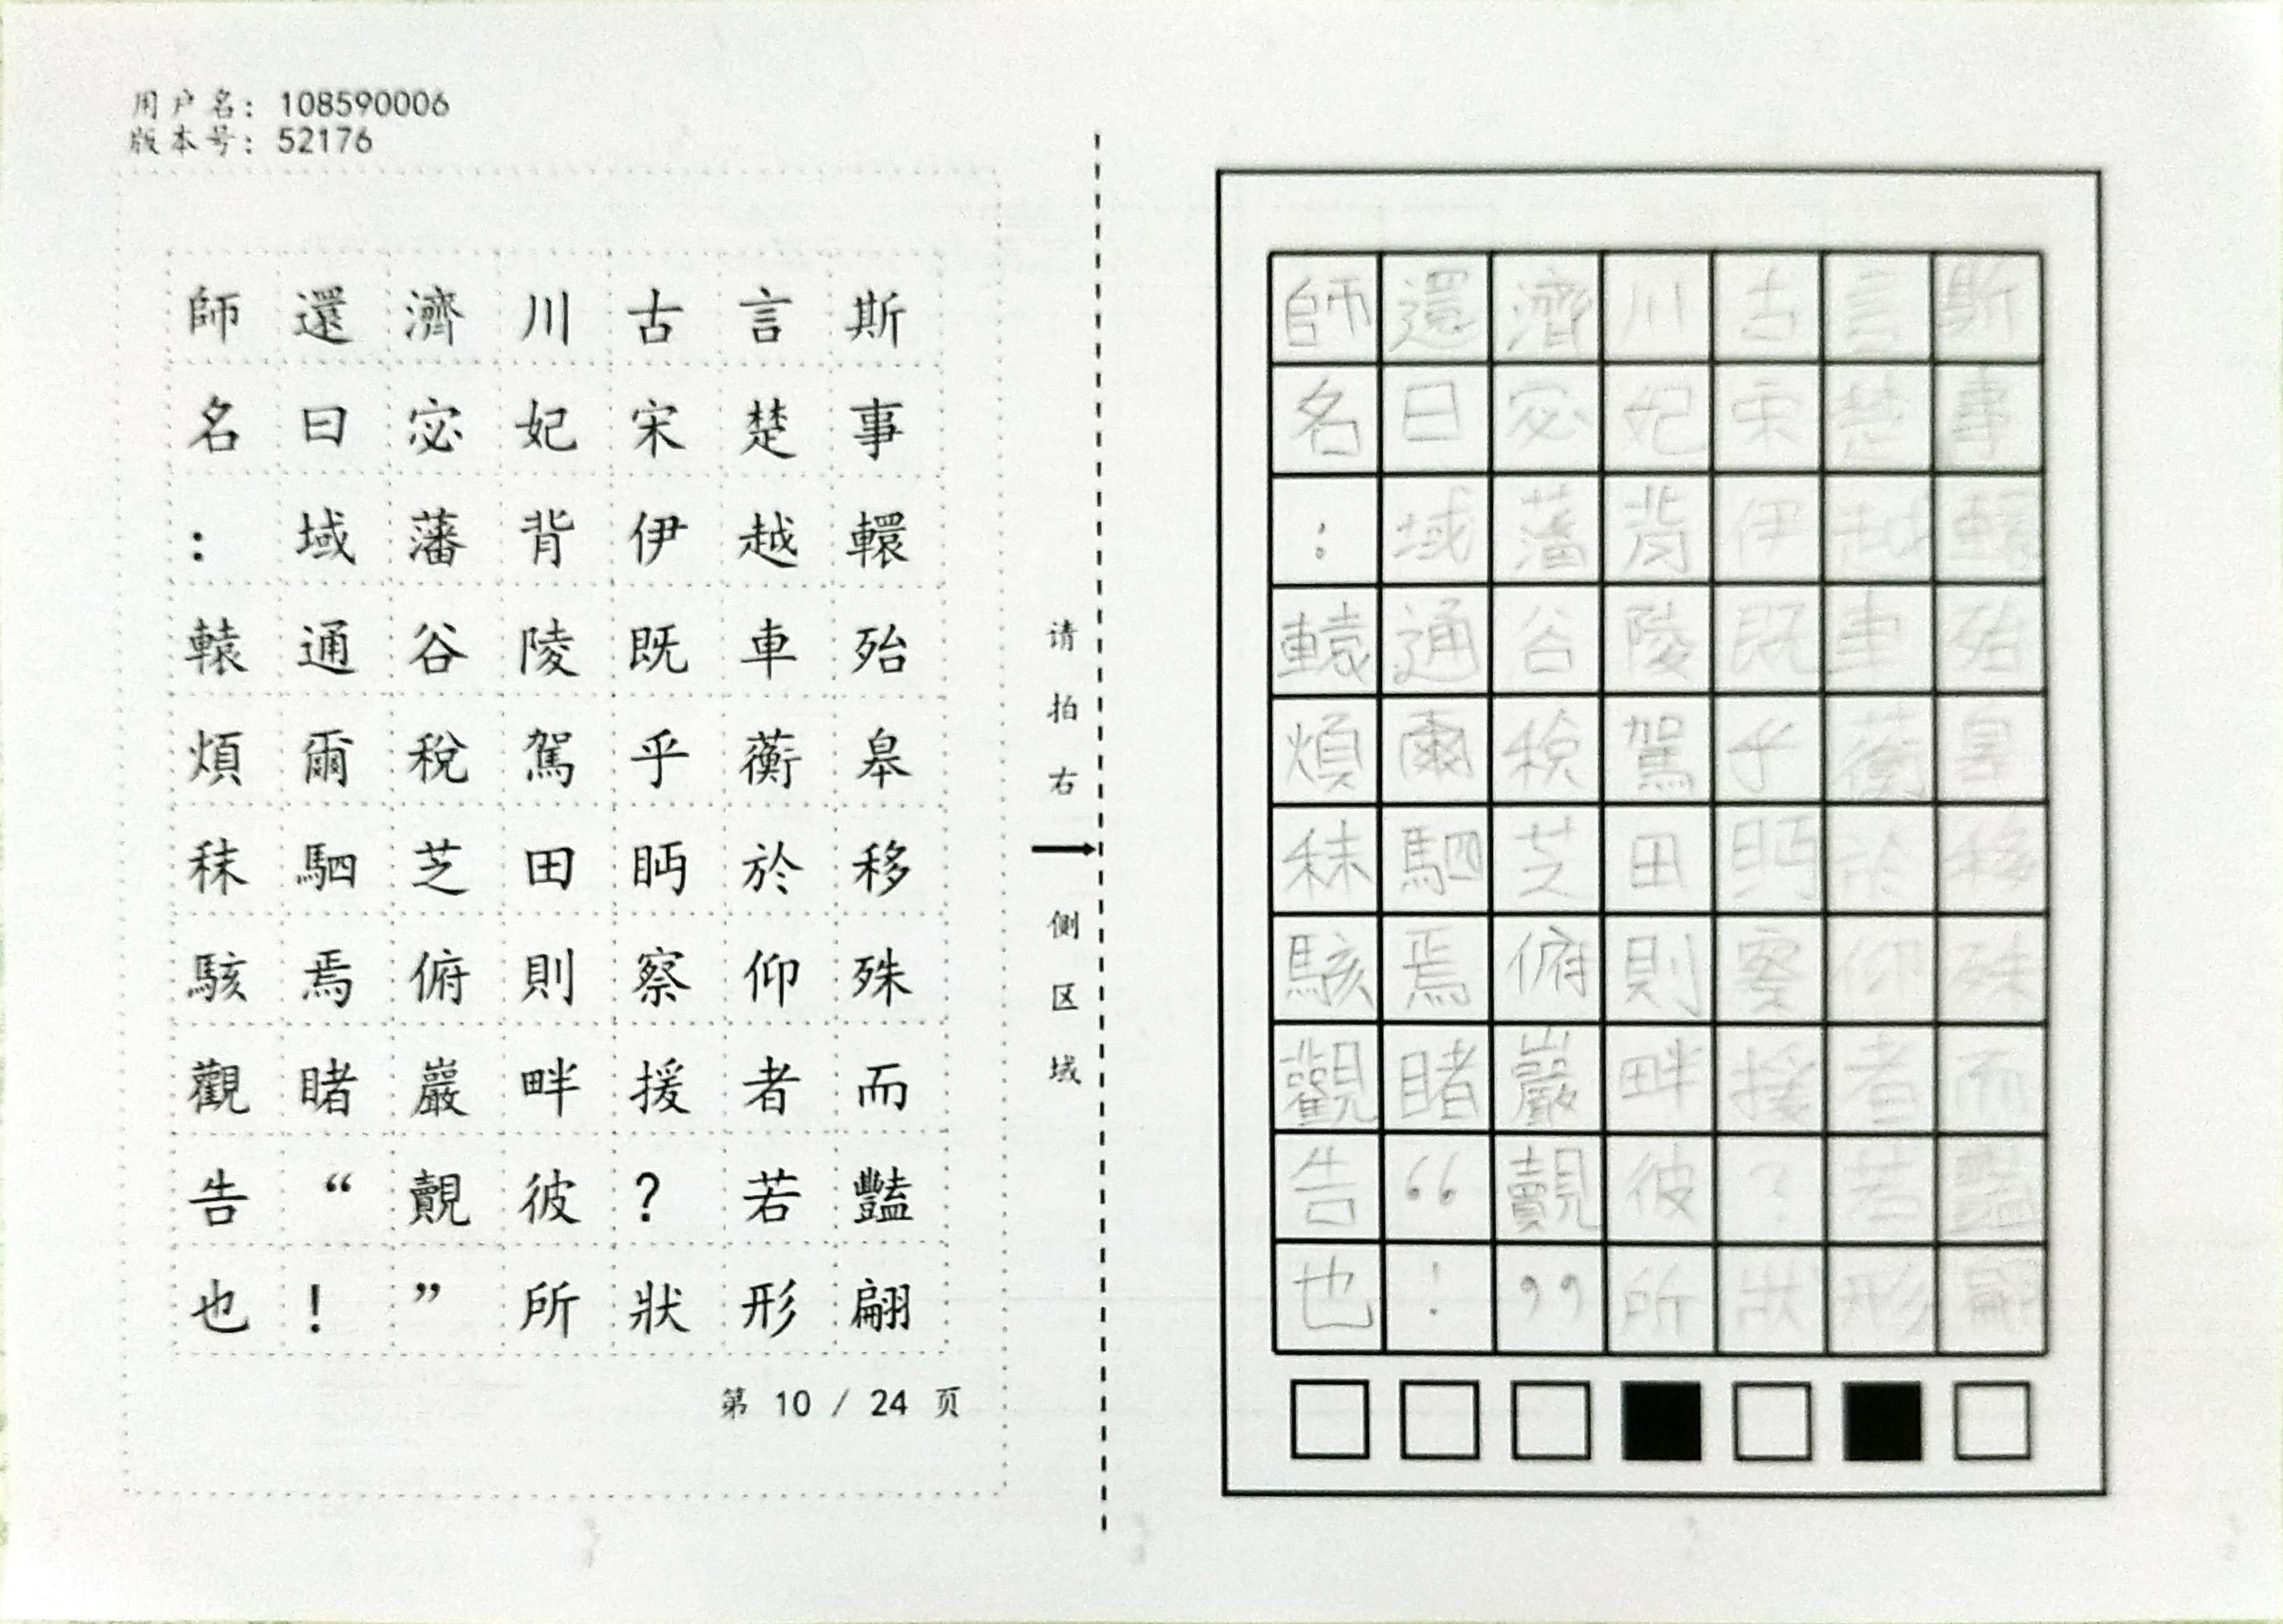 用户名: 108590006
版本号: 52176
師 還 濟 川 古 言 斯
名 曰 宓 妃 宋 楚 事
: 域 藩 背 伊 越 轘
轅 通 谷 陵 既 車 殆
煩 爾 稅 駕 乎 蘅 皋
秣 駟 芝 田 眄 於 移
駭 焉 俯 則 察 仰 殊
觀 睹 巖 畔 援 者 而
告 “ 覿 彼 ? 若 豔
也 ! ” 所 狀 形 翩
第 10 / 24 页
请拍右
侧区域
師 還 濟 川 古 言 斯
名 曰 宓 妃 宋 楚 事
: 域 藩 背 伊 越 轘
轅 通 谷 陵 既 車 殆
煩 爾 稅 駕 乎 蘅 皋
秣 駟 芝 田 眄 於 移
駭 焉 俯 則 察 仰 殊
觀 睹 巖 畔 援 者 而
告 “ 覿 彼 ? 若 豔
也 ! ” 所 狀 形 翩